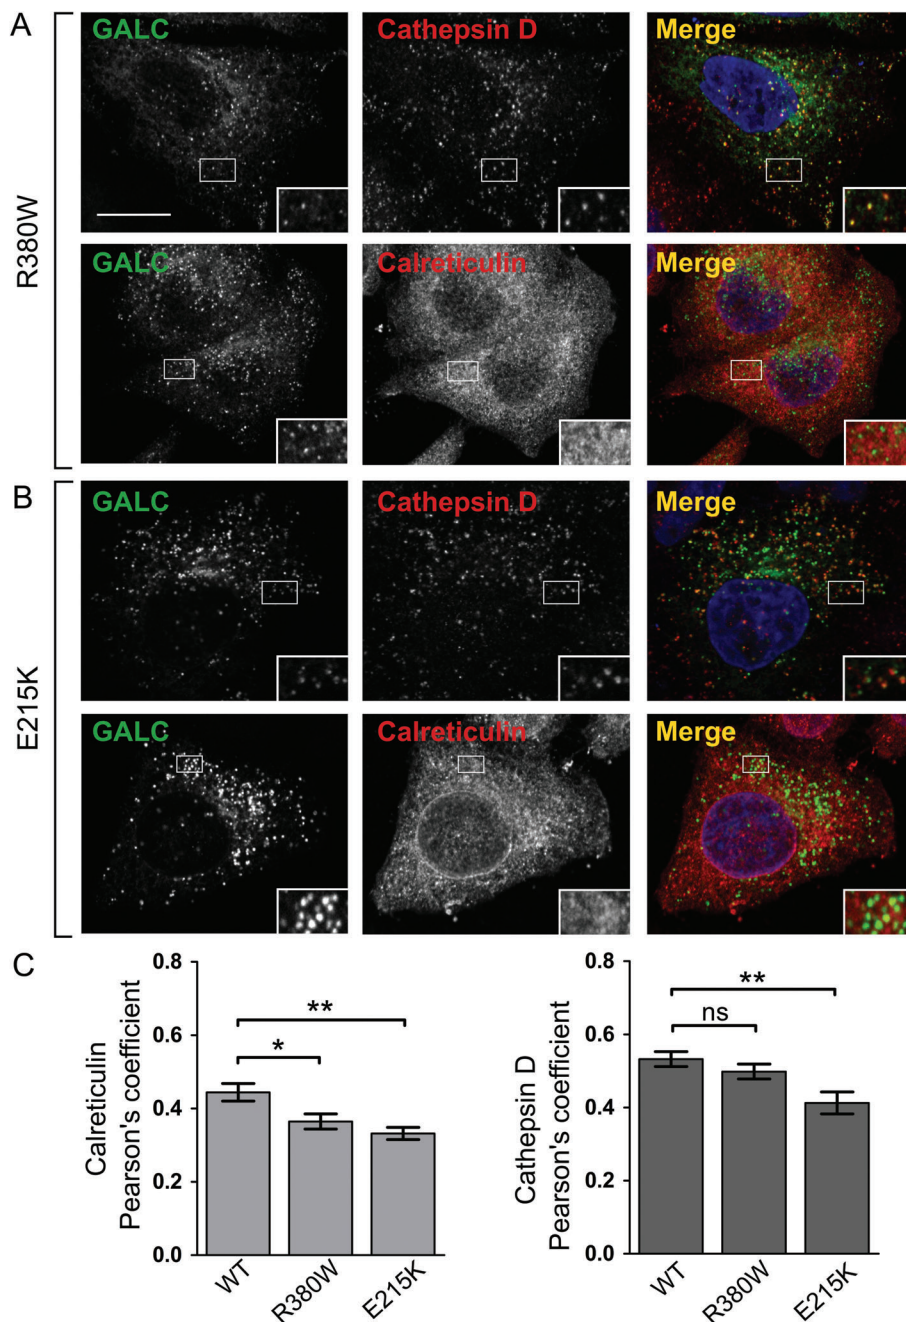 A
R380W
GALC
Cathepsin D
Merge
GALC
Calreticulin
Merge
B
E215K
GALC
Cathepsin D
Merge
GALC
Calreticulin
Merge
C
Calreticulin
Pearson's coefficient
0.8
0.6
0.4
0.2
0.0
**
*
WT
R380W
E215K
Cathepsin D
Pearson's coefficient
0.8
0.6
0.4
0.2
0.0
**
ns
WT
R380W
E215K